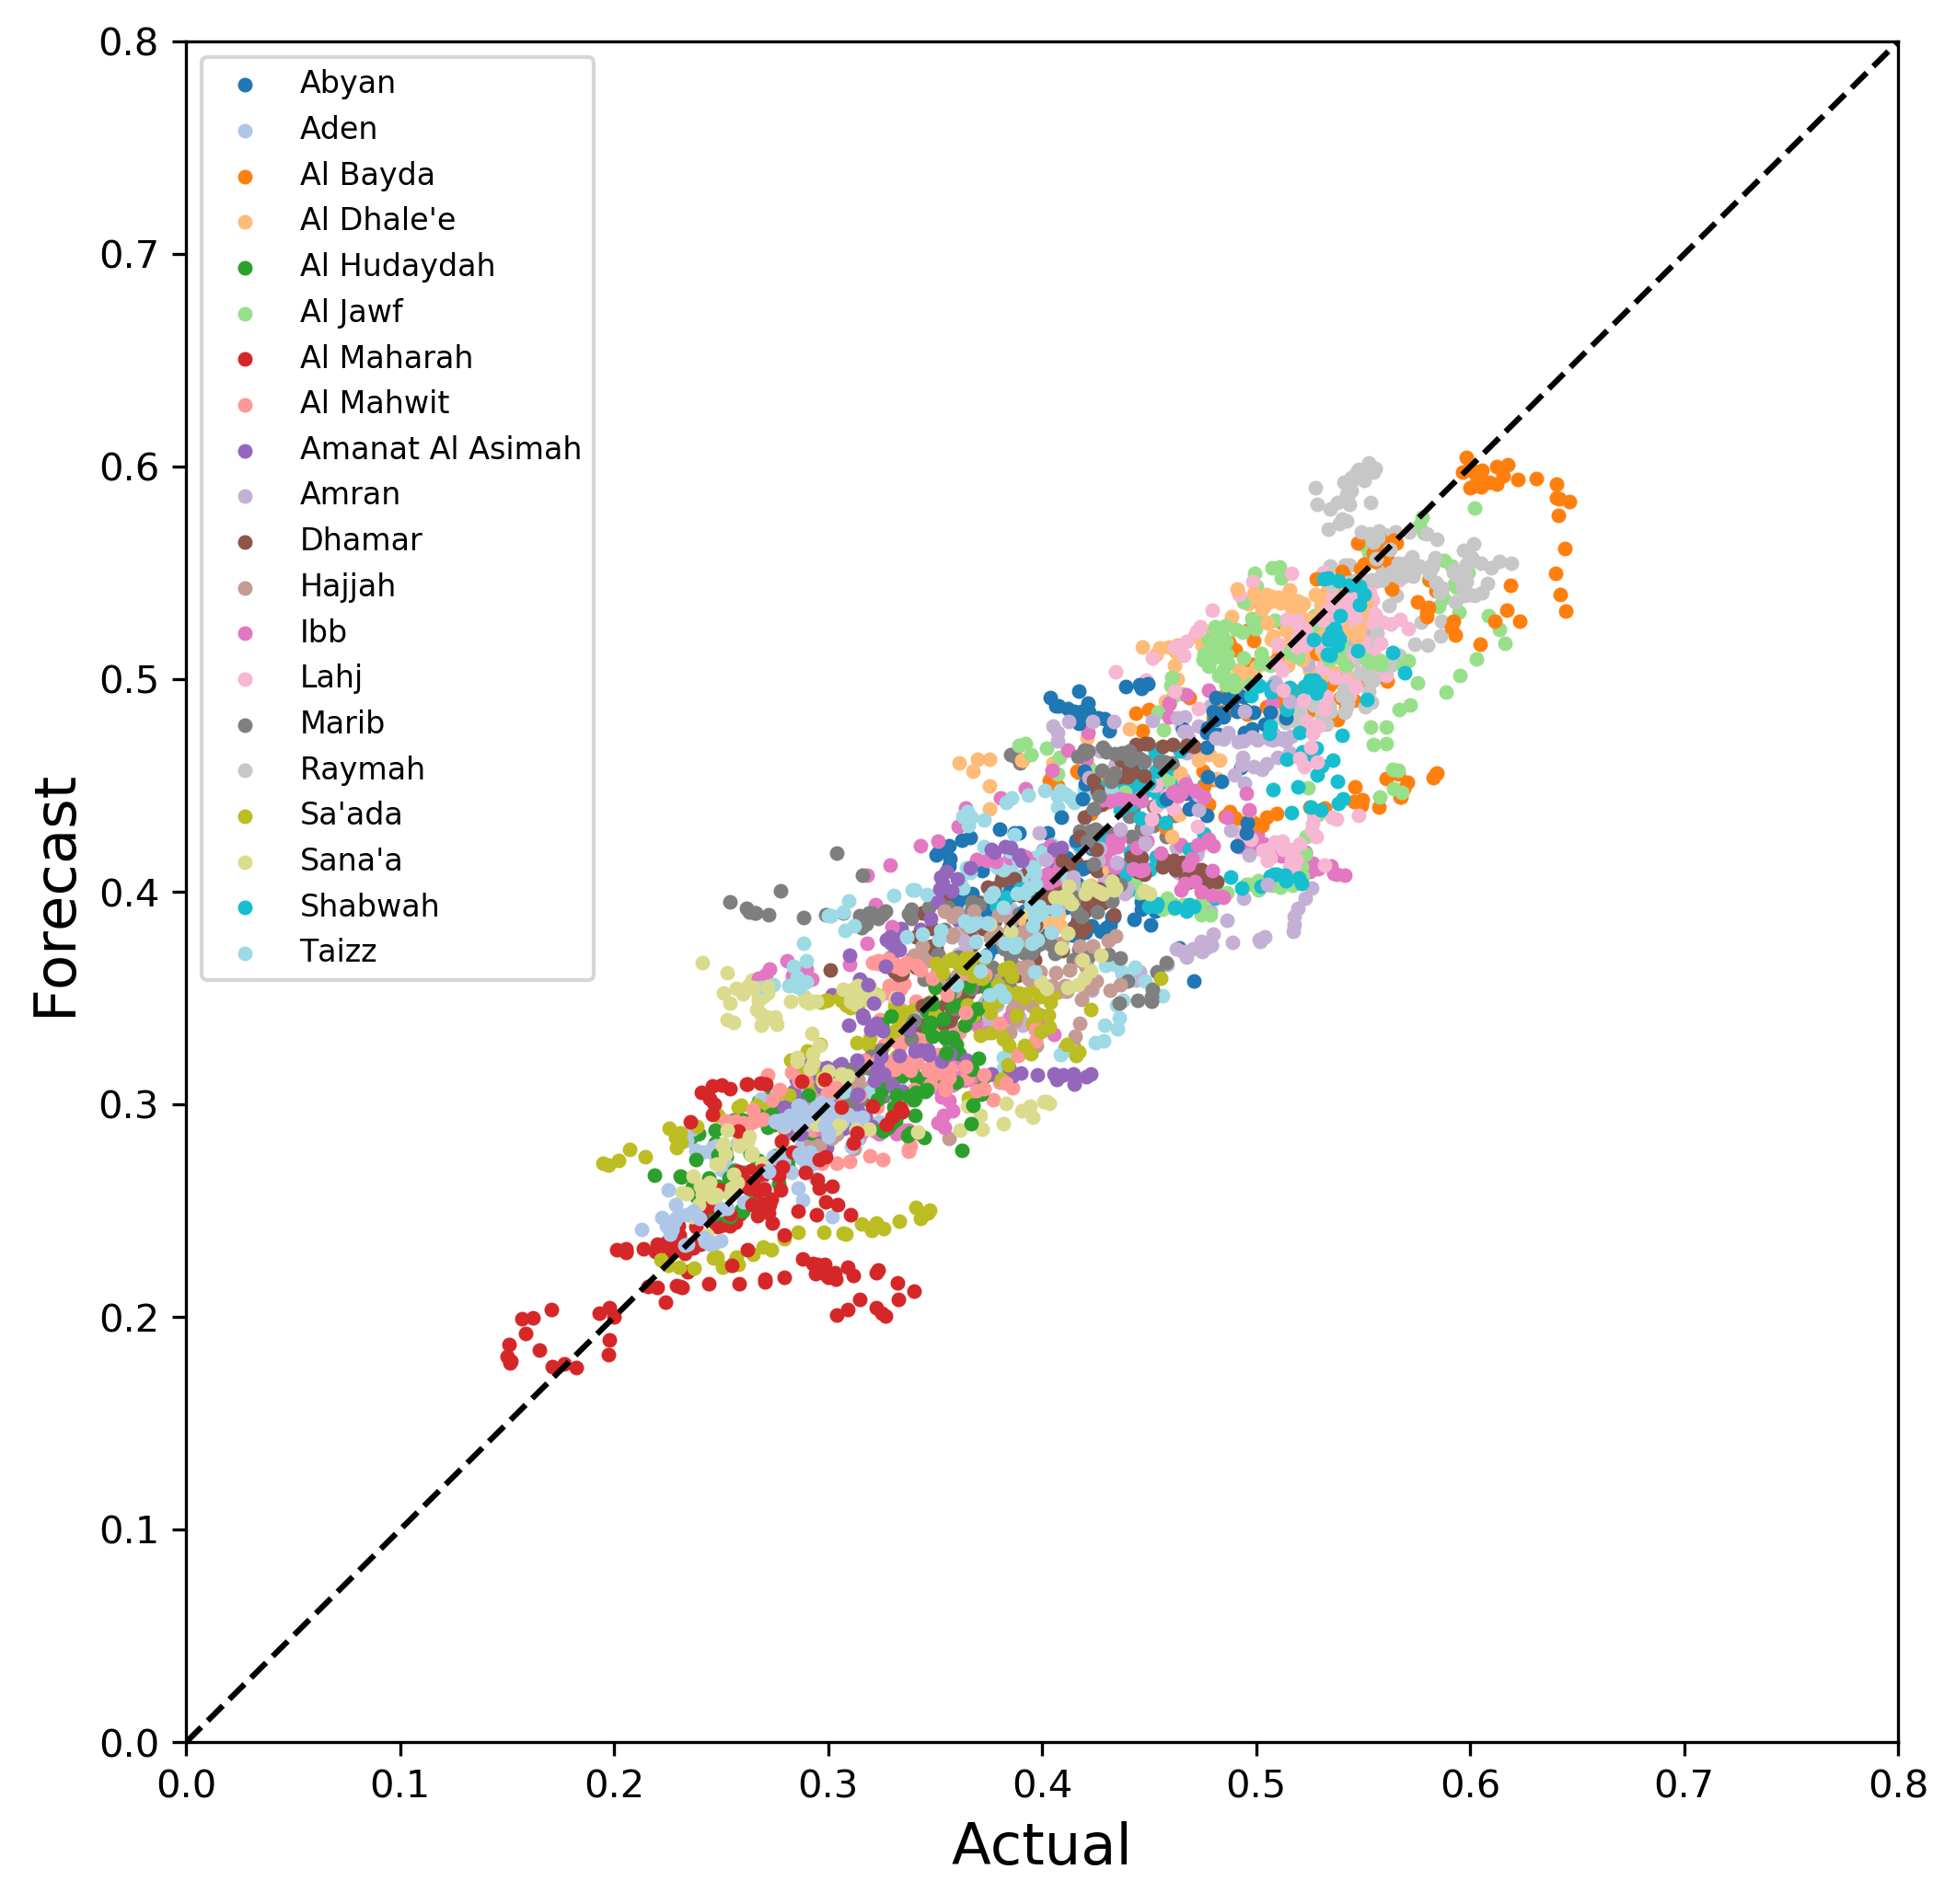 0.8
0.7
0.6
0.5
0.4
0.3
0.2
0.1
0.0
Forecast
Abyan
Aden
Al Bayda
Al Dhale'e
Al Hudaydah
Al Jawf
Al Maharah
Al Mahwit
Amanat Al Asimah
Amran
Dhamar
Hajjah
Ibb
Lahj
Marib
Raymah
Sa'ada
Sana'a
Shabwah
Taizz
0.0 0.1 0.2 0.3 0.4 0.5 0.6 0.7 0.8
Actual